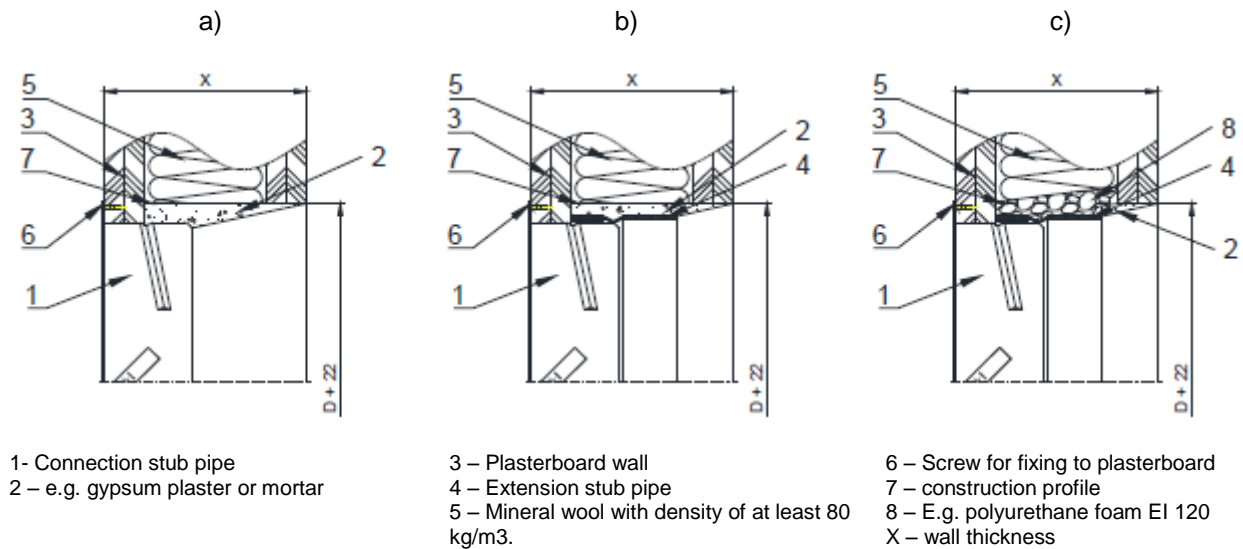 a)
b)
c)
X
5
3
7
2
6
1
D + 22
X
5
3
7
2
4
6
1
D + 22
X
5
3
7
8
4
6
2
1
D + 22
1- Connection stub pipe
2 – e.g. gypsum plaster or mortar
3 – Plasterboard wall
4 – Extension stub pipe
5 – Mineral wool with density of at least 80
kg/m3.
6 – Screw for fixing to plasterboard
7 – construction profile
8 – E.g. polyurethane foam EI 120
X – wall thickness